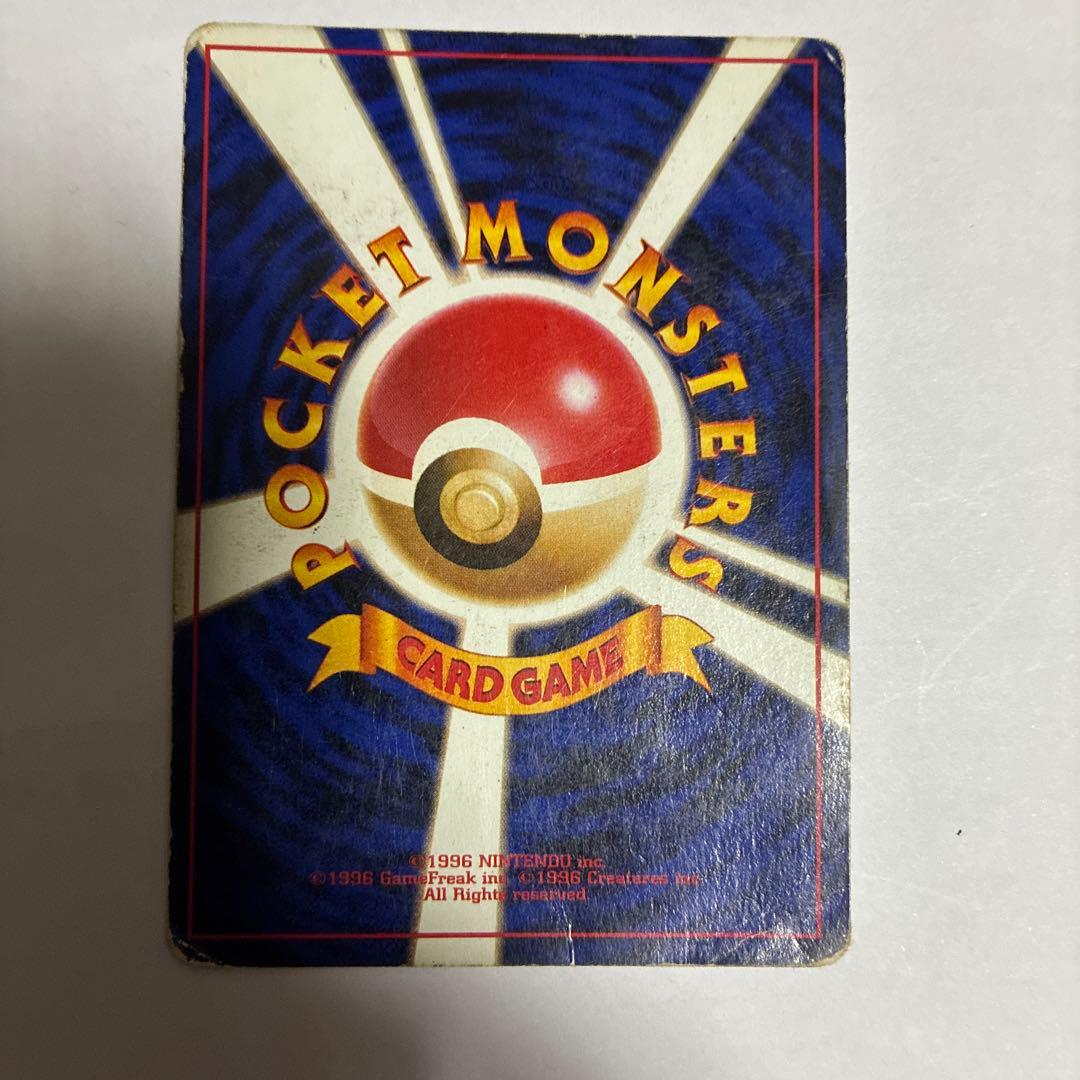 POCKET MONSTERS
CARD GAME
©1996 NINTENDO inc.
©1996 GameFreak inc. ©1996 Creatures inc.
All Rights reserved.